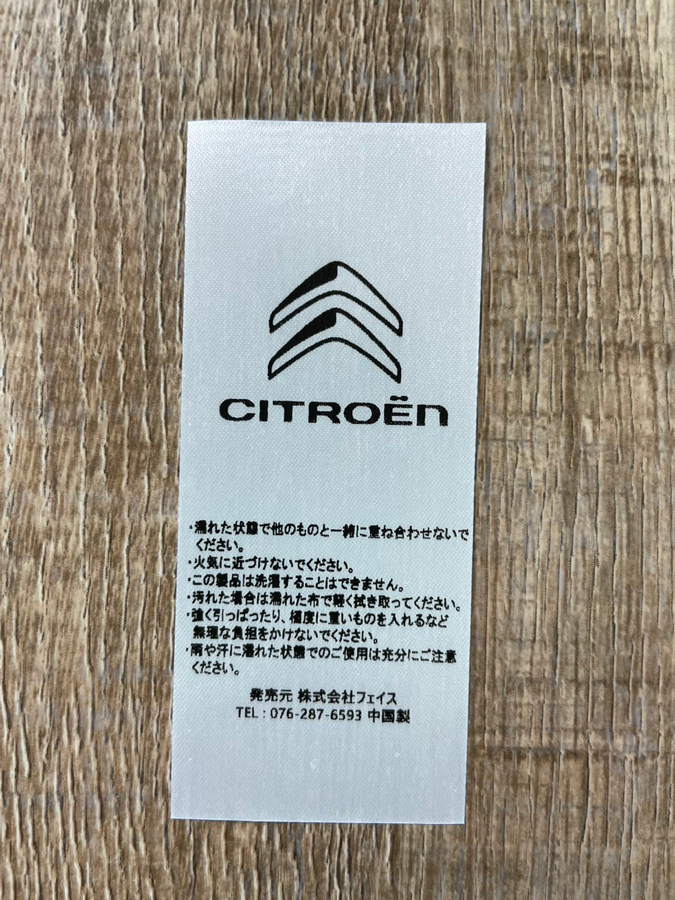 CITROËN
・濡れた状態で他のものと一緒に重ね合わせないで
ください。
・火気に近づけないでください。
・この製品は洗濯することはできません。
・汚れた場合は濡れた布で軽く拭き取ってください。
・強く引っぱったり、極度に重いものを入れるなど
無理な負担をかけないでください。
・雨や汗に濡れた状態でのご使用は充分にご注意
ください。
発売元 株式会社フェイス
TEL : 076-287-6593 中国製